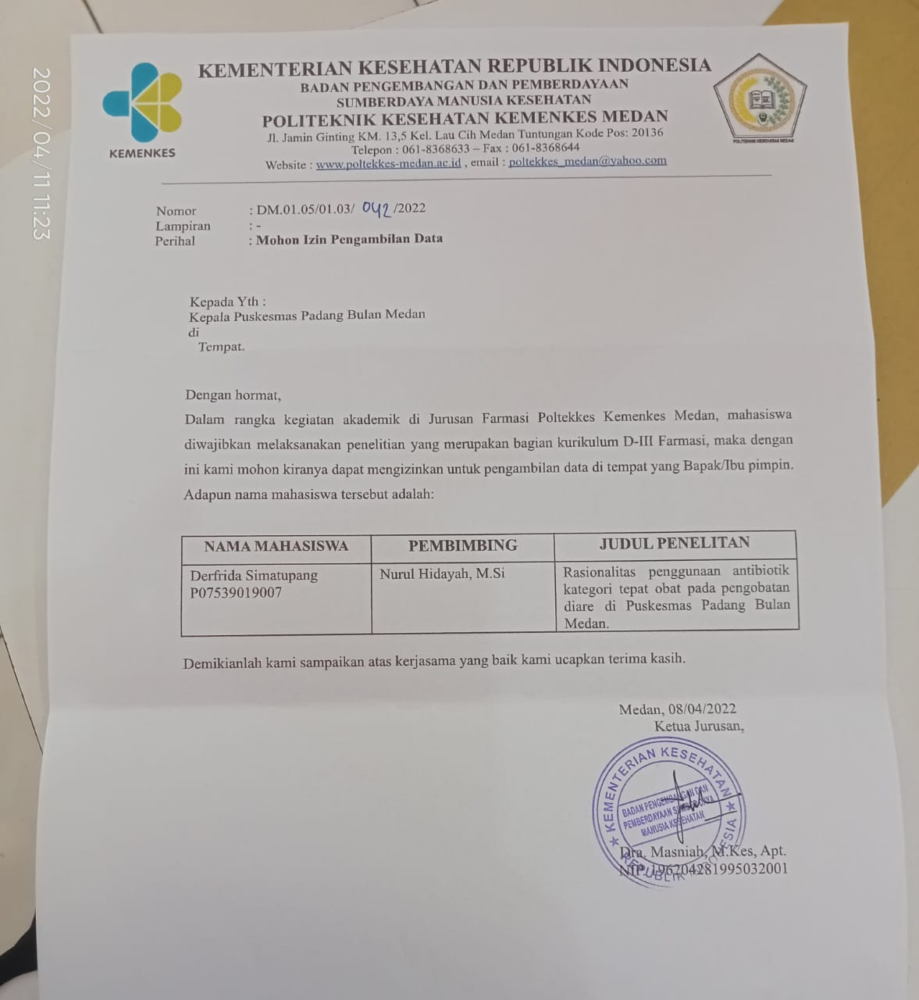 2022/04/11 11:23
KEMENKES
KEMENTERIAN KESEHATAN REPUBLIK INDONESIA
BADAN PENGEMBANGAN DAN PEMBERDAYAAN
SUMBERDAYA MANUSIA KESEHATAN
POLITEKNIK KESEHATAN KEMENKES MEDAN
Jl. Jamin Ginting KM. 13,5 Kel. Lau Cih Medan Tuntungan Kode Pos: 20136
Telepon : 061-8368633 – Fax : 061-8368644
Website : www.poltekkes-medan.ac.id , email : poltekkes_medan@yahoo.com
POLITEKNIK KESEHATAN MEDAN
Nomor : DM.01.05/01.03/ 042 /2022
Lampiran : -
Perihal : Mohon Izin Pengambilan Data
Kepada Yth :
Kepala Puskesmas Padang Bulan Medan
di
Tempat.
Dengan hormat,
Dalam rangka kegiatan akademik di Jurusan Farmasi Poltekkes Kemenkes Medan, mahasiswa
diwajibkan melaksanakan penelitian yang merupakan bagian kurikulum D-III Farmasi, maka dengan
ini kami mohon kiranya dapat mengizinkan untuk pengambilan data di tempat yang Bapak/Ibu pimpin.
Adapun nama mahasiswa tersebut adalah:
NAMA MAHASISWA PEMBIMBING JUDUL PENELITAN
Derfrida Simatupang Nurul Hidayah, M.Si Rasionalitas penggunaan antibiotik
P07539019007 kategori tepat obat pada pengobatan
diare di Puskesmas Padang Bulan
Medan.
Demikianlah kami sampaikan atas kerjasama yang baik kami ucapkan terima kasih.
Medan, 08/04/2022
Ketua Jurusan,
KEMENTERIAN KESEHATAN
BADAN PENGEMBANGAN DAN
PEMBERDAYAAN SUMBER DAYA
MANUSIA KESEHATAN
REPUBLIK INDONESIA
Dra. Masniah, M.Kes, Apt.
NIP. 196204281995032001